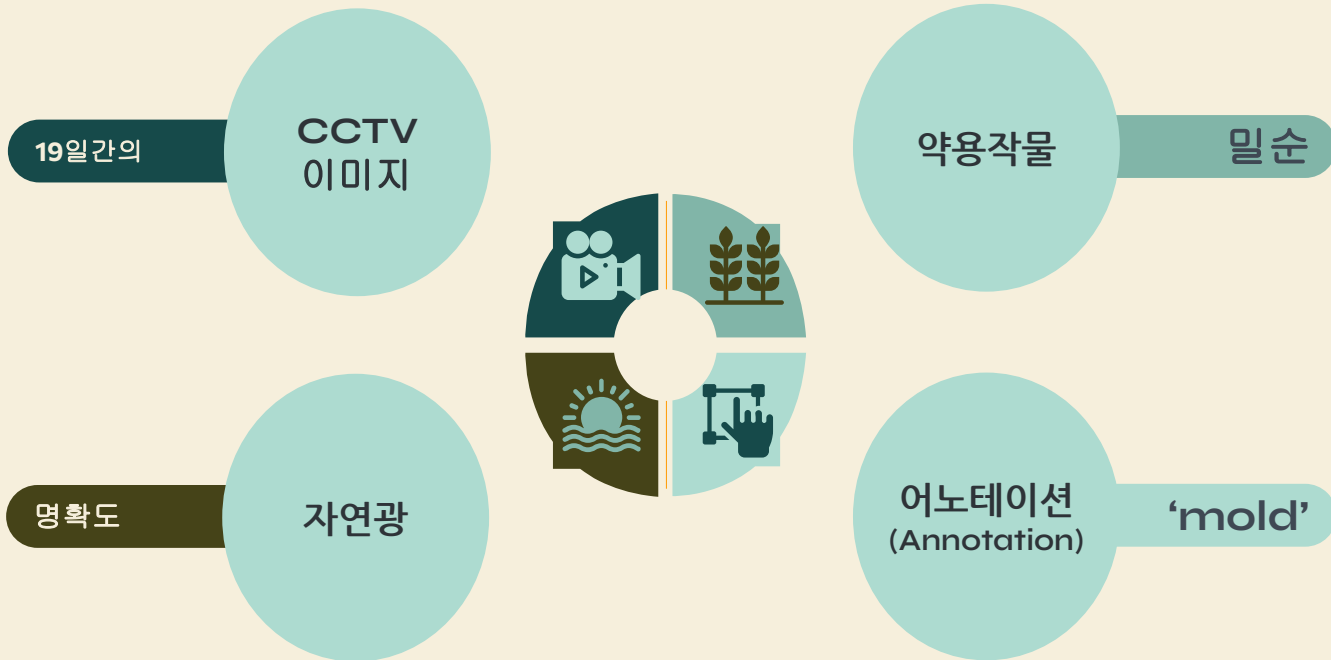 19일간의
CCTV
이미지
약용작물
밀순
명확도
자연광
어노테이션
(Annotation)
‘mold’